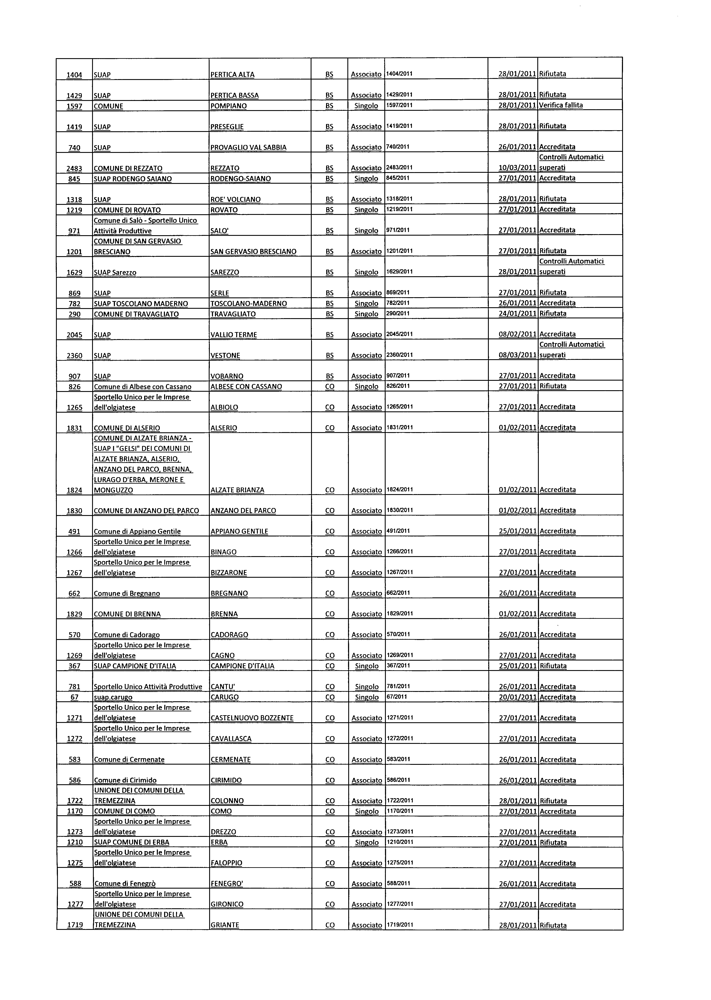 1404 SUAP PERTICA ALTA BS Associato 1404/2011 28/01/2011 Rifiutata
1429 SUAP PERTICA BASSA BS Associato 1429/2011 28/01/2011 Rifiutata
1597 COMUNE POMPIANO BS Singolo 1597/2011 28/01/2011 Verifica fallita
1419 SUAP PRESEGLIE BS Associato 1419/2011 28/01/2011 Rifiutata
740 SUAP PROVAGLIO VAL SABBIA BS Associato 740/2011 26/01/2011 Accreditata
Controlli Automatici
2483 COMUNE DI REZZATO REZZATO BS Associato 2483/2011 10/03/2011 superati
845 SUAP RODENGO SAIANO RODENGO-SAIANO BS Singolo 845/2011 27/01/2011 Accreditata
1318 SUAP ROE' VOLCIANO BS Associato 1318/2011 28/01/2011 Rifiutata
1219 COMUNE DI ROVATO ROVATO BS Singolo 1219/2011 27/01/2011 Accreditata
Comune di Salò - Sportello Unico
971 Attività Produttive SALO' BS Singolo 971/2011 27/01/2011 Accreditata
COMUNE DI SAN GERVASIO
1201 BRESCIANO SAN GERVASIO BRESCIANO BS Associato 1201/2011 27/01/2011 Rifiutata
Controlli Automatici
1629 SUAP Sarezzo SAREZZO BS Singolo 1629/2011 28/01/2011 superati
869 SUAP SERLE BS Associato 869/2011 27/01/2011 Rifiutata
782 SUAP TOSCOLANO MADERNO TOSCOLANO-MADERNO BS Singolo 782/2011 26/01/2011 Accreditata
290 COMUNE DI TRAVAGLIATO TRAVAGLIATO BS Singolo 290/2011 24/01/2011 Rifiutata
2045 SUAP VALLIO TERME BS Associato 2045/2011 08/02/2011 Accreditata
Controlli Automatici
2360 SUAP VESTONE BS Associato 2360/2011 08/03/2011 superati
907 SUAP VOBARNO BS Associato 907/2011 27/01/2011 Accreditata
826 Comune di Albese con Cassano ALBESE CON CASSANO CO Singolo 826/2011 27/01/2011 Rifiutata
Sportello Unico per le Imprese
1265 dell'olgiatese ALBIOLO CO Associato 1265/2011 27/01/2011 Accreditata
1831 COMUNE DI ALSERIO ALSERIO CO Associato 1831/2011 01/02/2011 Accreditata
COMUNE DI ALZATE BRIANZA -
SUAP I "GELSI" DEI COMUNI DI
ALZATE BRIANZA, ALSERIO,
ANZANO DEL PARCO, BRENNA,
LURAGO D'ERBA, MERONE E
1824 MONGUZZO ALZATE BRIANZA CO Associato 1824/2011 01/02/2011 Accreditata
1830 COMUNE DI ANZANO DEL PARCO ANZANO DEL PARCO CO Associato 1830/2011 01/02/2011 Accreditata
491 Comune di Appiano Gentile APPIANO GENTILE CO Associato 491/2011 25/01/2011 Accreditata
Sportello Unico per le Imprese
1266 dell'olgiatese BINAGO CO Associato 1266/2011 27/01/2011 Accreditata
Sportello Unico per le Imprese
1267 dell'olgiatese BIZZARONE CO Associato 1267/2011 27/01/2011 Accreditata
662 Comune di Bregnano BREGNANO CO Associato 662/2011 26/01/2011 Accreditata
1829 COMUNE DI BRENNA BRENNA CO Associato 1829/2011 01/02/2011 Accreditata
570 Comune di Cadorago CADORAGO CO Associato 570/2011 26/01/2011 Accreditata
Sportello Unico per le Imprese
1269 dell'olgiatese CAGNO CO Associato 1269/2011 27/01/2011 Accreditata
367 SUAP CAMPIONE D'ITALIA CAMPIONE D'ITALIA CO Singolo 367/2011 25/01/2011 Rifiutata
781 Sportello Unico Attività Produttive CANTU' CO Singolo 781/2011 26/01/2011 Accreditata
67 suap.carugo CARUGO CO Singolo 67/2011 20/01/2011 Accreditata
Sportello Unico per le Imprese
1271 dell'olgiatese CASTELNUOVO BOZZENTE CO Associato 1271/2011 27/01/2011 Accreditata
Sportello Unico per le Imprese
1272 dell'olgiatese CAVALLASCA CO Associato 1272/2011 27/01/2011 Accreditata
583 Comune di Cermenate CERMENATE CO Associato 583/2011 26/01/2011 Accreditata
586 Comune di Cirimido CIRIMIDO CO Associato 586/2011 26/01/2011 Accreditata
UNIONE DEI COMUNI DELLA
1722 TREMEZZINA COLONNO CO Associato 1722/2011 28/01/2011 Rifiutata
1170 COMUNE DI COMO COMO CO Singolo 1170/2011 27/01/2011 Accreditata
Sportello Unico per le Imprese
1273 dell'olgiatese DREZZO CO Associato 1273/2011 27/01/2011 Accreditata
1210 SUAP COMUNE DI ERBA ERBA CO Singolo 1210/2011 27/01/2011 Rifiutata
Sportello Unico per le Imprese
1275 dell'olgiatese FALOPPIO CO Associato 1275/2011 27/01/2011 Accreditata
588 Comune di Fenegrò FENEGRO' CO Associato 588/2011 26/01/2011 Accreditata
Sportello Unico per le Imprese
1277 dell'olgiatese GIRONICO CO Associato 1277/2011 27/01/2011 Accreditata
UNIONE DEI COMUNI DELLA
1719 TREMEZZINA GRIANTE CO Associato 1719/2011 28/01/2011 Rifiutata